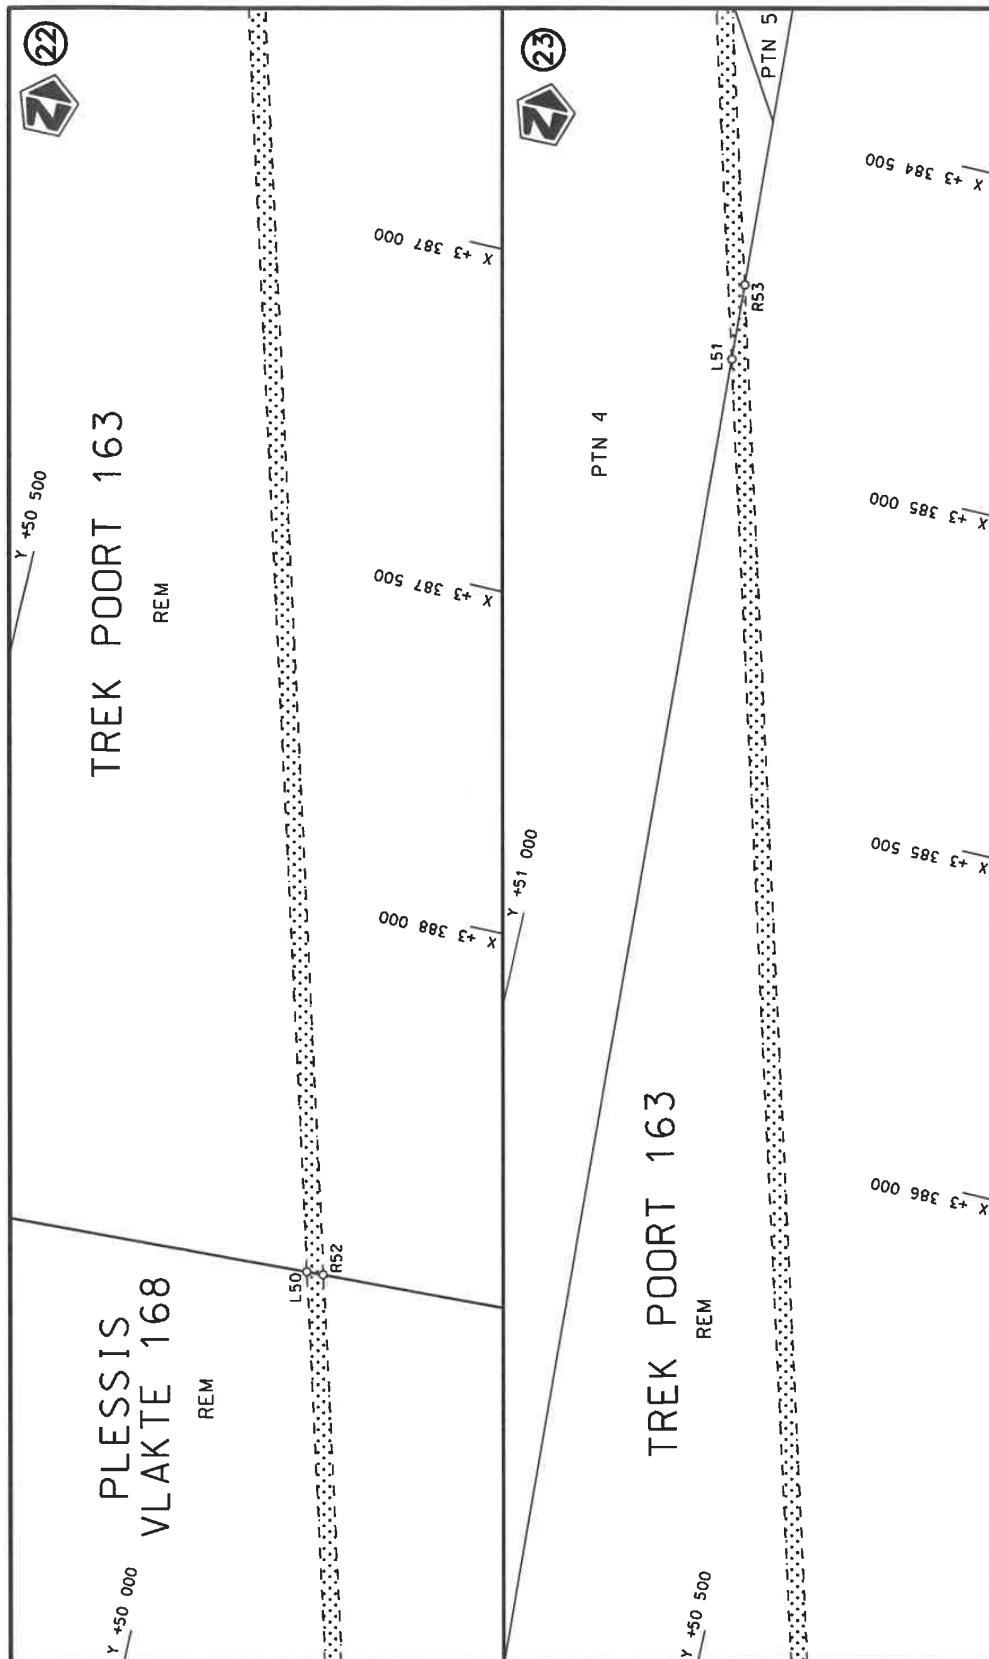 22
N
Y +50 500
TREK POORT 163
REM
X +3 387 000
X +3 387 500
X +3 388 000
L50
R52
PLESSIS
VLAKTE 168
REM
Y +50 000
23
N
PTN 5
X +3 384 500
R53
L51
PTN 4
X +3 385 000
Y +51 000
X +3 385 500
TREK POORT 163
REM
X +3 386 000
Y +50 500